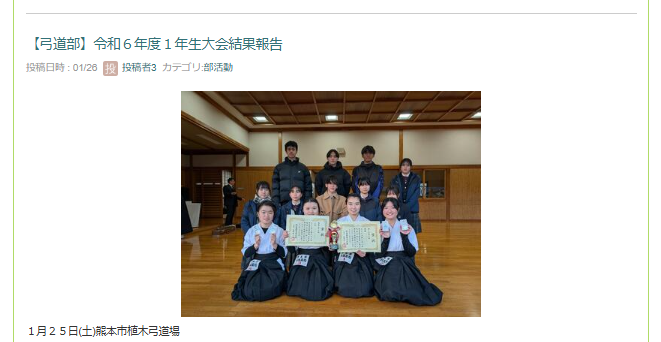 【弓道部】令和６年度１年生大会結果報告
投稿日時 : 01/26 投 投稿者3 カテゴリ:部活動
１月２５日(土)熊本市植木弓道場